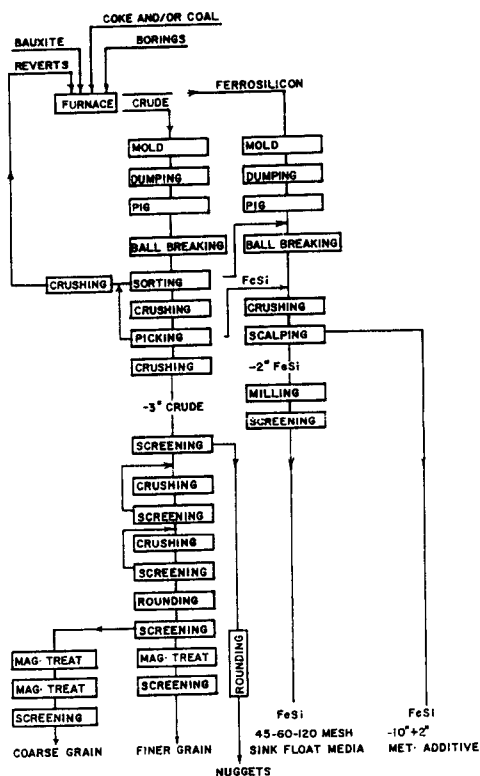 COKE AND/OR COAL
BAUXITE
BORINGS
REVERTS
FURNACE
CRUDE
FERROSILICON
MOLD
DUMPING
PIG
BALL BREAKING
SORTING
CRUSHING
CRUSHING
PICKING
CRUSHING
-3" CRUDE
SCREENING
CRUSHING
SCREENING
CRUSHING
SCREENING
ROUNDING
SCREENING
MAG. TREAT
SCREENING
FINER GRAIN
MAG. TREAT
MAG. TREAT
SCREENING
COARSE GRAIN
ROUNDING
NUGGETS
MOLD
DUMPING
PIG
BALL BREAKING
FeSi
CRUSHING
SCALPING
-2" FeSi
MILLING
SCREENING
FeSi
45-60-120 MESH
SINK FLOAT MEDIA
FeSi
-10"+2"
MET. ADDITIVE